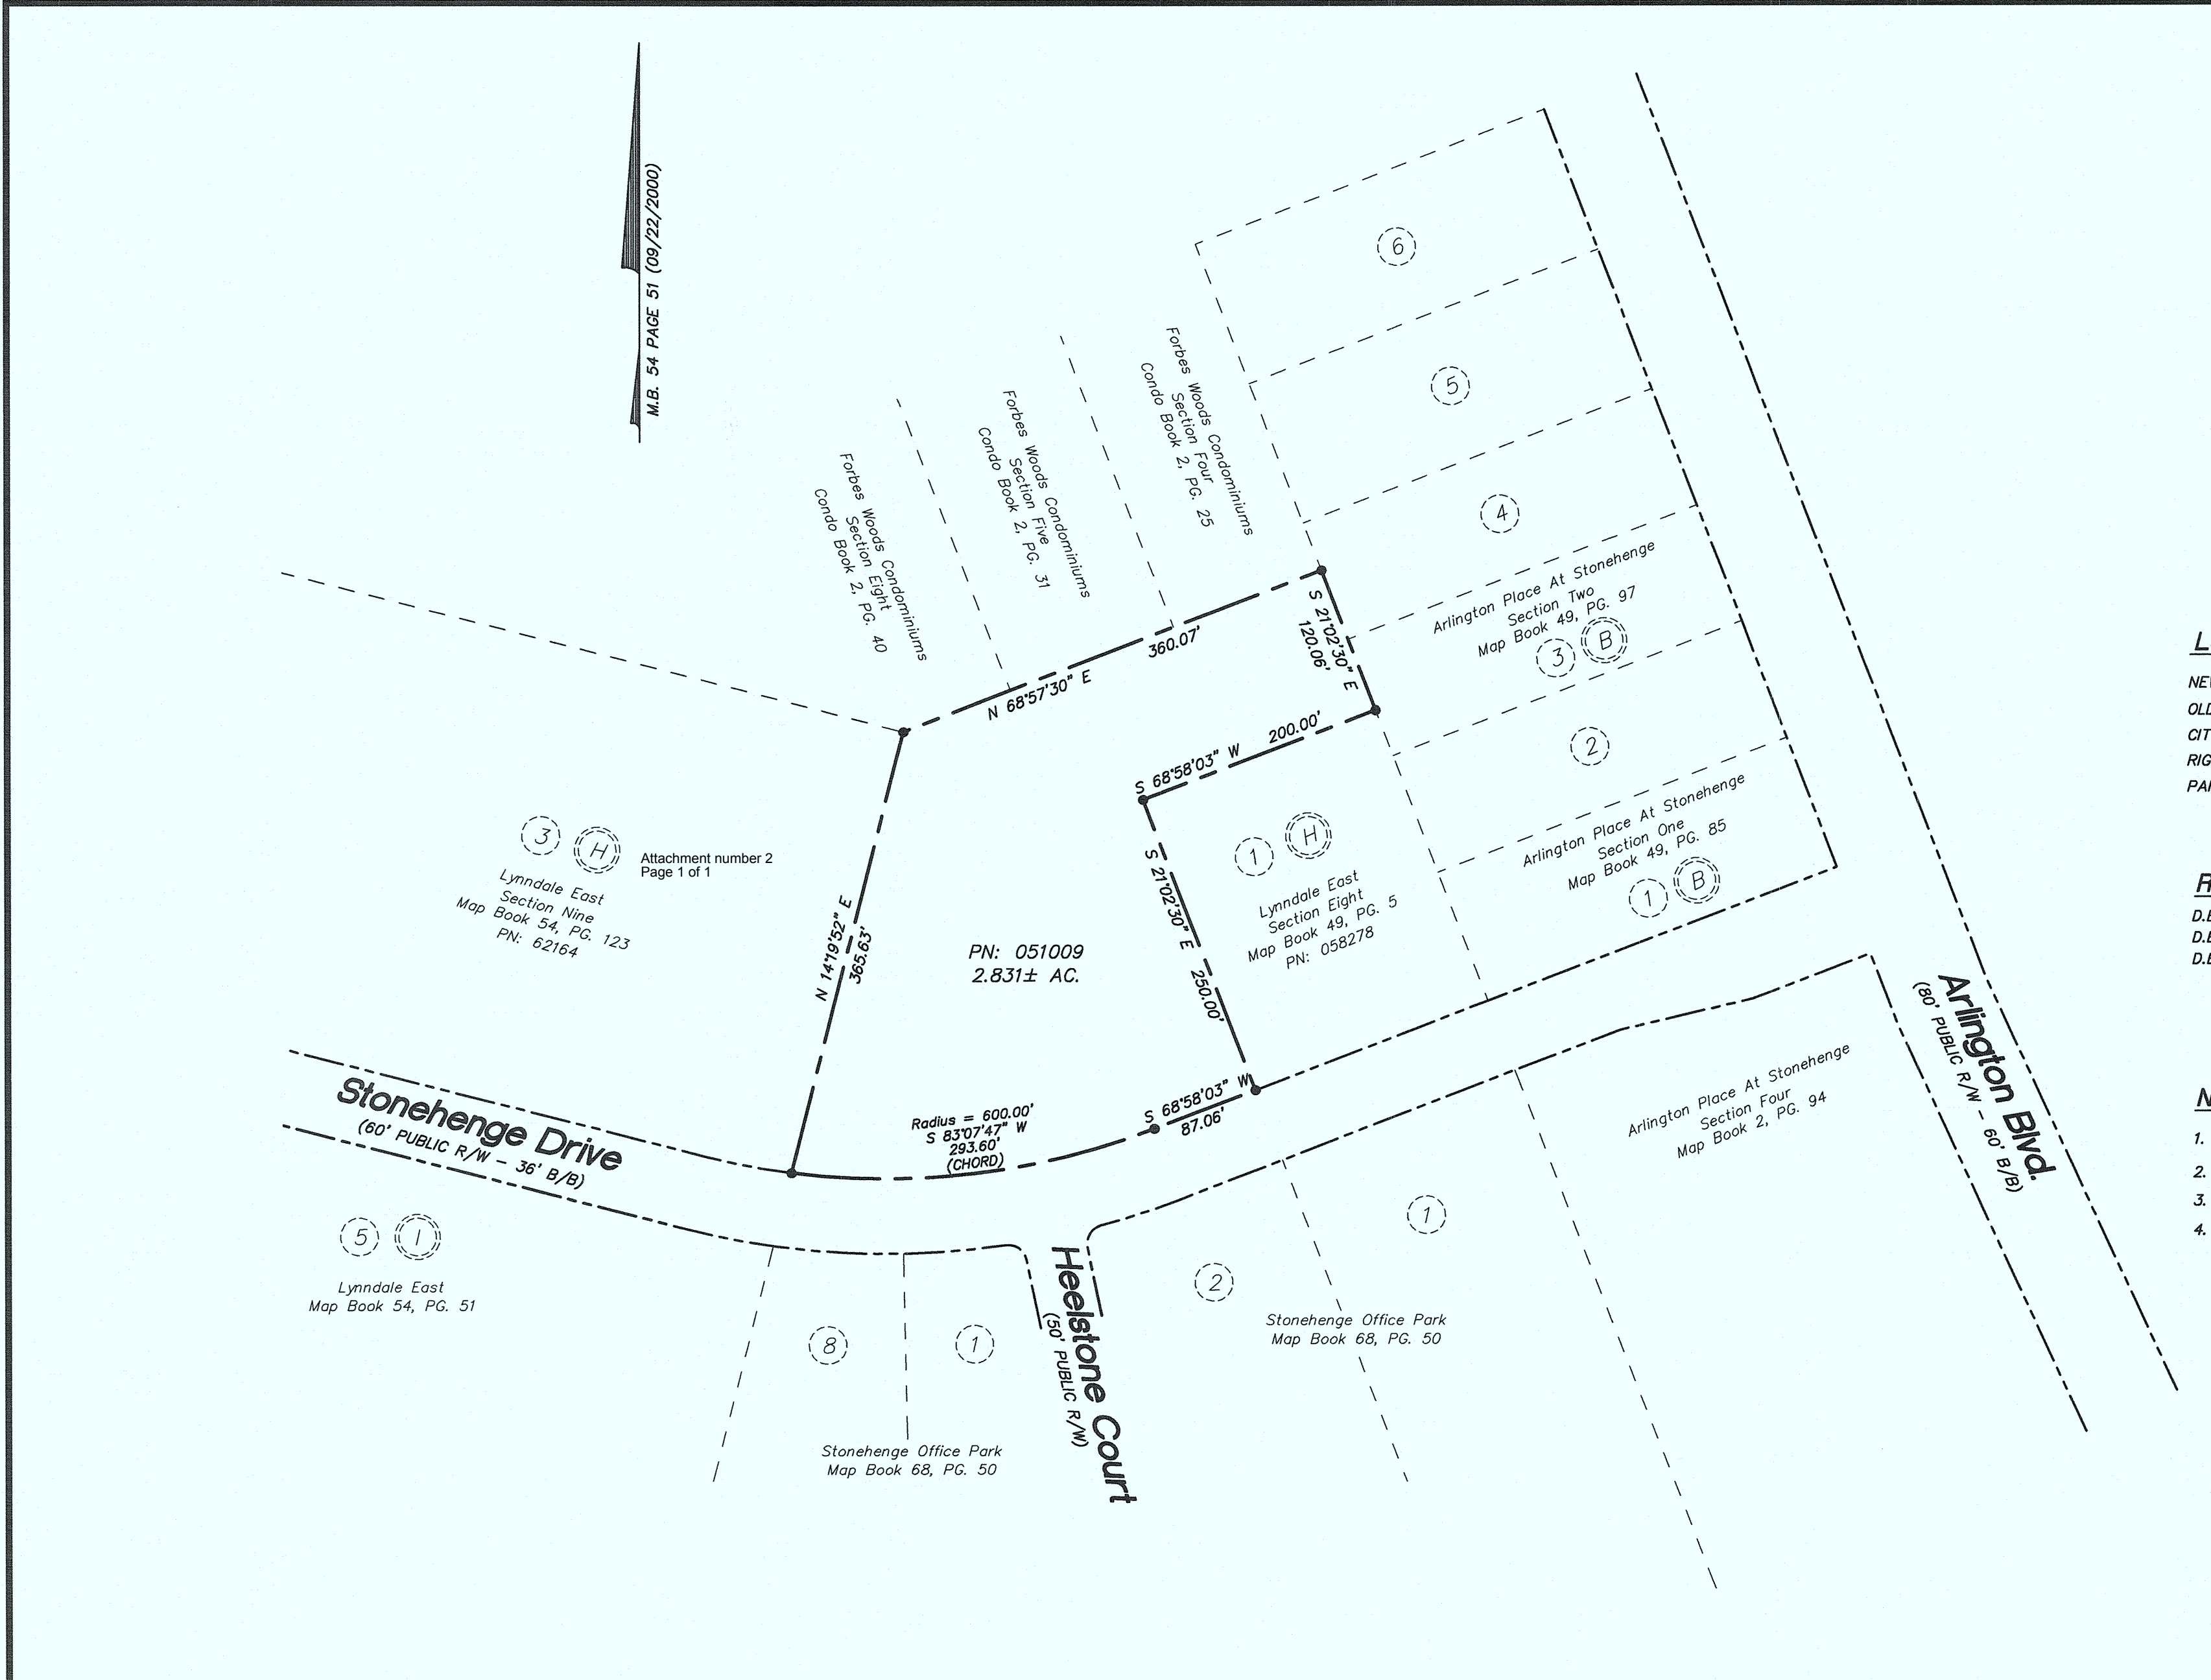 M.B. 54 PAGE 51 (09/22/2000)
6
5
4
Forbes Woods Condominiums
Section Four
Condo Book 2, PG. 25
Forbes Woods Condominiums
Section Five
Condo Book 2, PG. 31
Forbes Woods Condominiums
Section Eight
Condo Book 2, PG. 40
Arlington Place At Stonehenge
Section Two
Map Book 49, PG. 97
3 B
N 68°57'30" E
360.07'
S 21°02'30" E
120.06'
S 68°58'03" W
200.00'
2
Arlington Place At Stonehenge
Section One
Map Book 49, PG. 85
1 B
3 H
Attachment number 2
Page 1 of 1
Lynndale East
Section Nine
Map Book 54, PG. 123
PN: 62164
N 14°19'52" E
365.63'
PN: 051009
2.831± AC.
S 21°02'30" E
250.00'
1 H
Lynndale East
Section Eight
Map Book 49, PG. 5
PN: 058278
Radius = 600.00'
S 83°07'47" W
293.60'
(CHORD)
S 68°58'03" W
87.06'
Stonehenge Drive
(60' PUBLIC R/W - 36' B/B)
Arlington Place At Stonehenge
Section Four
Map Book 2, PG. 94
Arlington Blvd.
(80' PUBLIC R/W - 60' B/B)
5 I
Lynndale East
Map Book 54, PG. 51
8
1
Stonehenge Office Park
Map Book 68, PG. 50
Heelstone Court
(50' PUBLIC R/W)
2
1
Stonehenge Office Park
Map Book 68, PG. 50
L
NE
OLD
CIT
RIG
PA
R
D.B
D.B
D.B
N
1.
2.
3.
4.